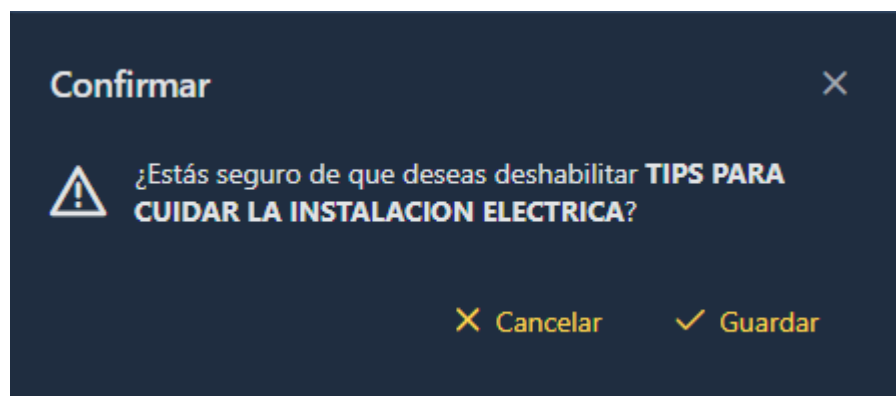 Confirmar
¿Estás seguro de que deseas deshabilitar TIPS PARA
CUIDAR LA INSTALACION ELECTRICA?
Cancelar
Guardar